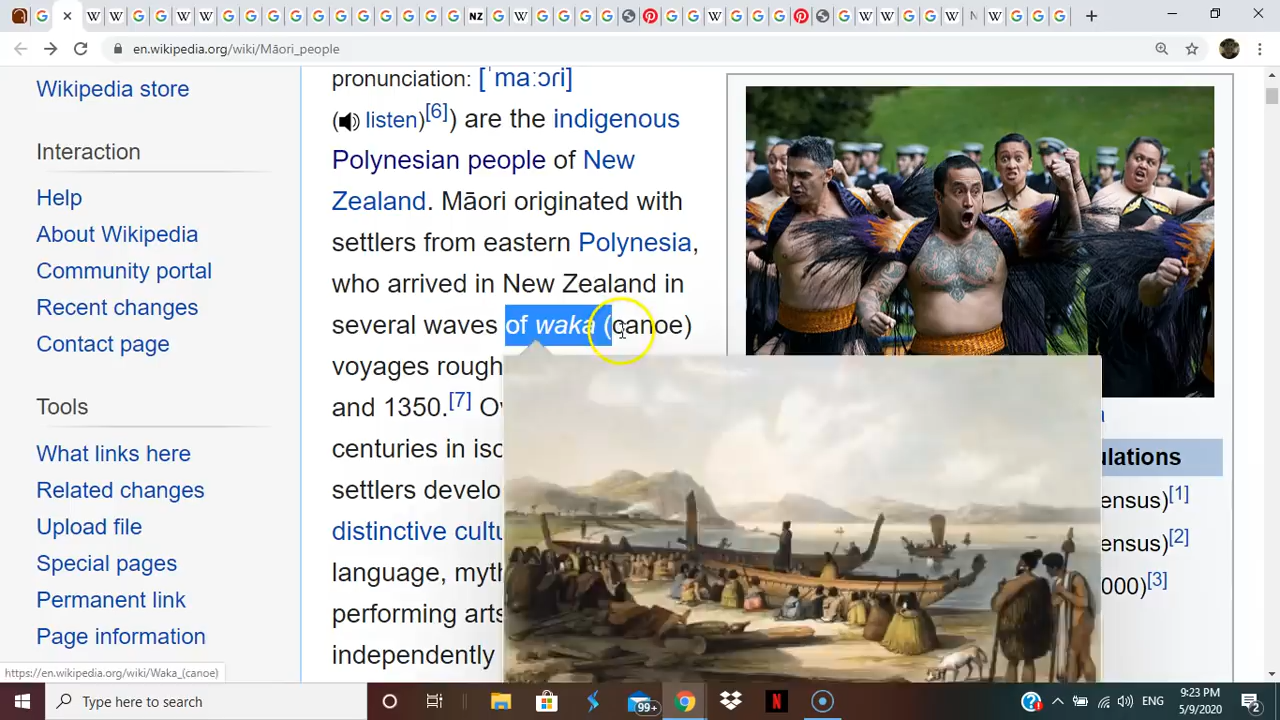 en.wikipedia.org/wiki/Māori_people
Wikipedia store
Interaction
Help
About Wikipedia
Community portal
Recent changes
Contact page
Tools
What links here
Related changes
Upload file
Special pages
Permanent link
Page information
pronunciation: [ˈmaːɔɾi]
(listen)[6]) are the indigenous
Polynesian people of New
Zealand. Māori originated with
settlers from eastern Polynesia,
who arrived in New Zealand in
several waves of waka (canoe)
voyages rough
and 1350.[7] Ov
centuries in iso
settlers develo
distinctive cultu
language, myth
performing arts
independently
ulations
ensus)[1]
ensus)[2]
000)[3]
https://en.wikipedia.org/wiki/Waka_(canoe)
Type here to search
99+
ENG
9:23 PM
5/9/2020
2